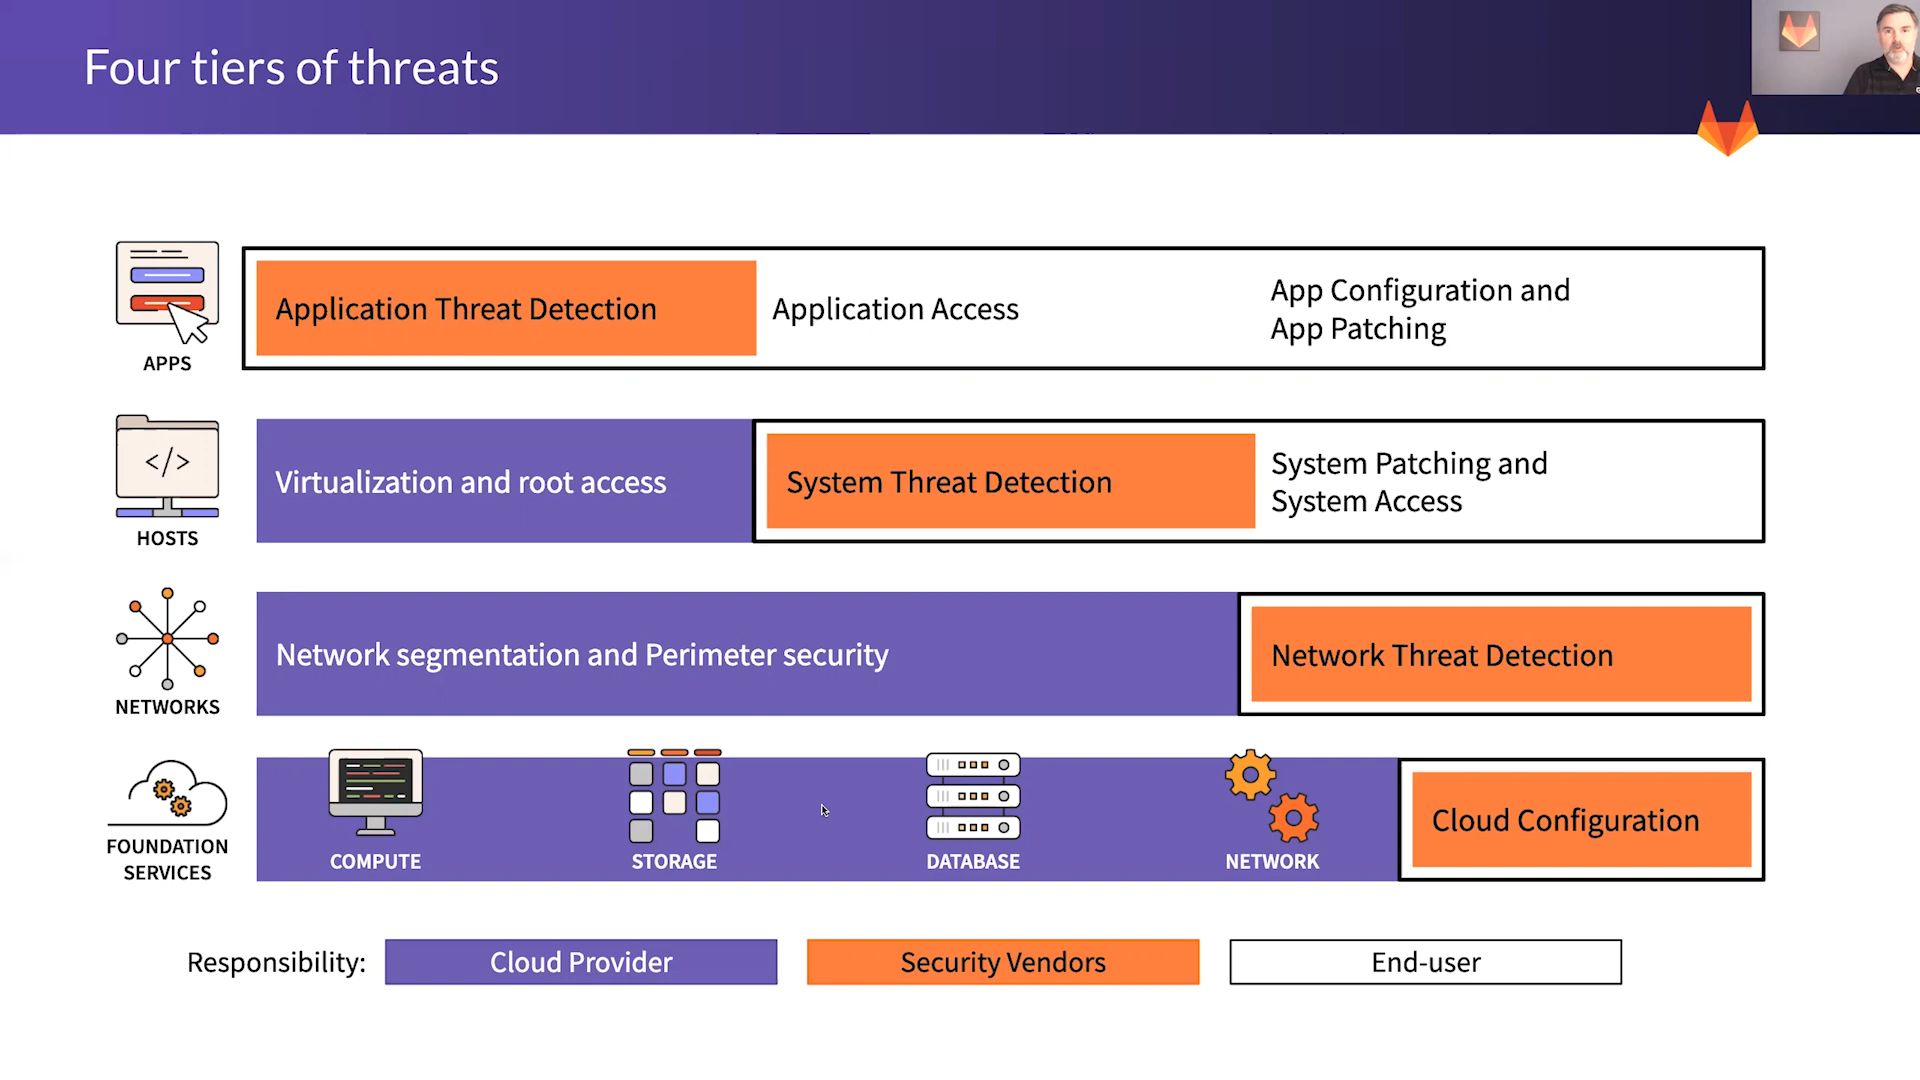 Four tiers of threats
APPS
Application Threat Detection
Application Access
App Configuration and
App Patching
HOSTS
Virtualization and root access
System Threat Detection
System Patching and
System Access
NETWORKS
Network segmentation and Perimeter security
Network Threat Detection
FOUNDATION
SERVICES
COMPUTE
STORAGE
DATABASE
NETWORK
Cloud Configuration
Responsibility:
Cloud Provider
Security Vendors
End-user